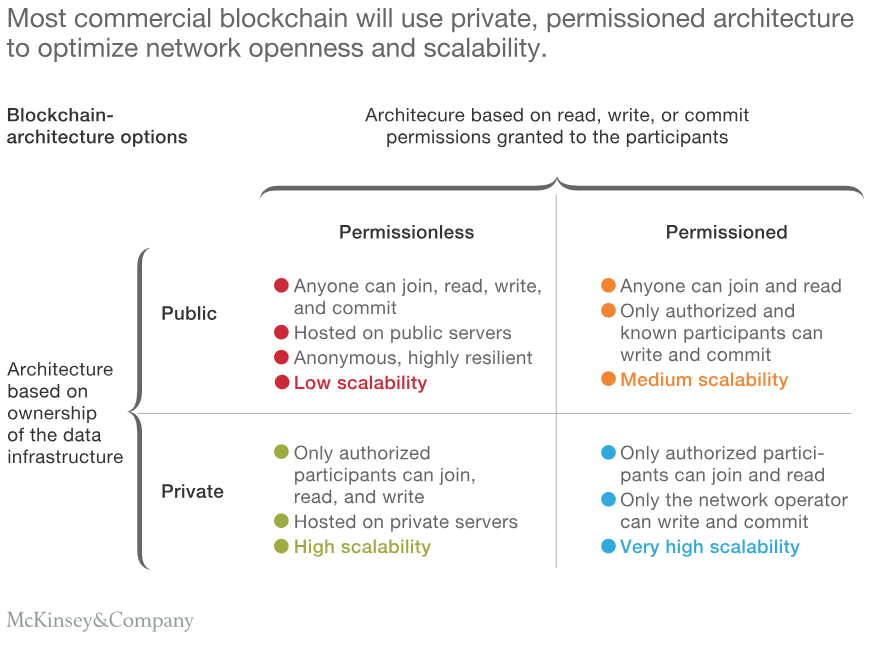 Most commercial blockchain will use private, permissioned architecture
to optimize network openness and scalability.
Blockchain-
architecture options
Architecure based on read, write, or commit
permissions granted to the participants
Permissionless
Permissioned
Architecture
based on
ownership
of the data
infrastructure
Public
Anyone can join, read, write,
and commit
Hosted on public servers
Anonymous, highly resilient
Low scalability
Anyone can join and read
Only authorized and
known participants can
write and commit
Medium scalability
Private
Only authorized
participants can join,
read, and write
Hosted on private servers
High scalability
Only authorized partici-
pants can join and read
Only the network operator
can write and commit
Very high scalability
McKinsey&Company